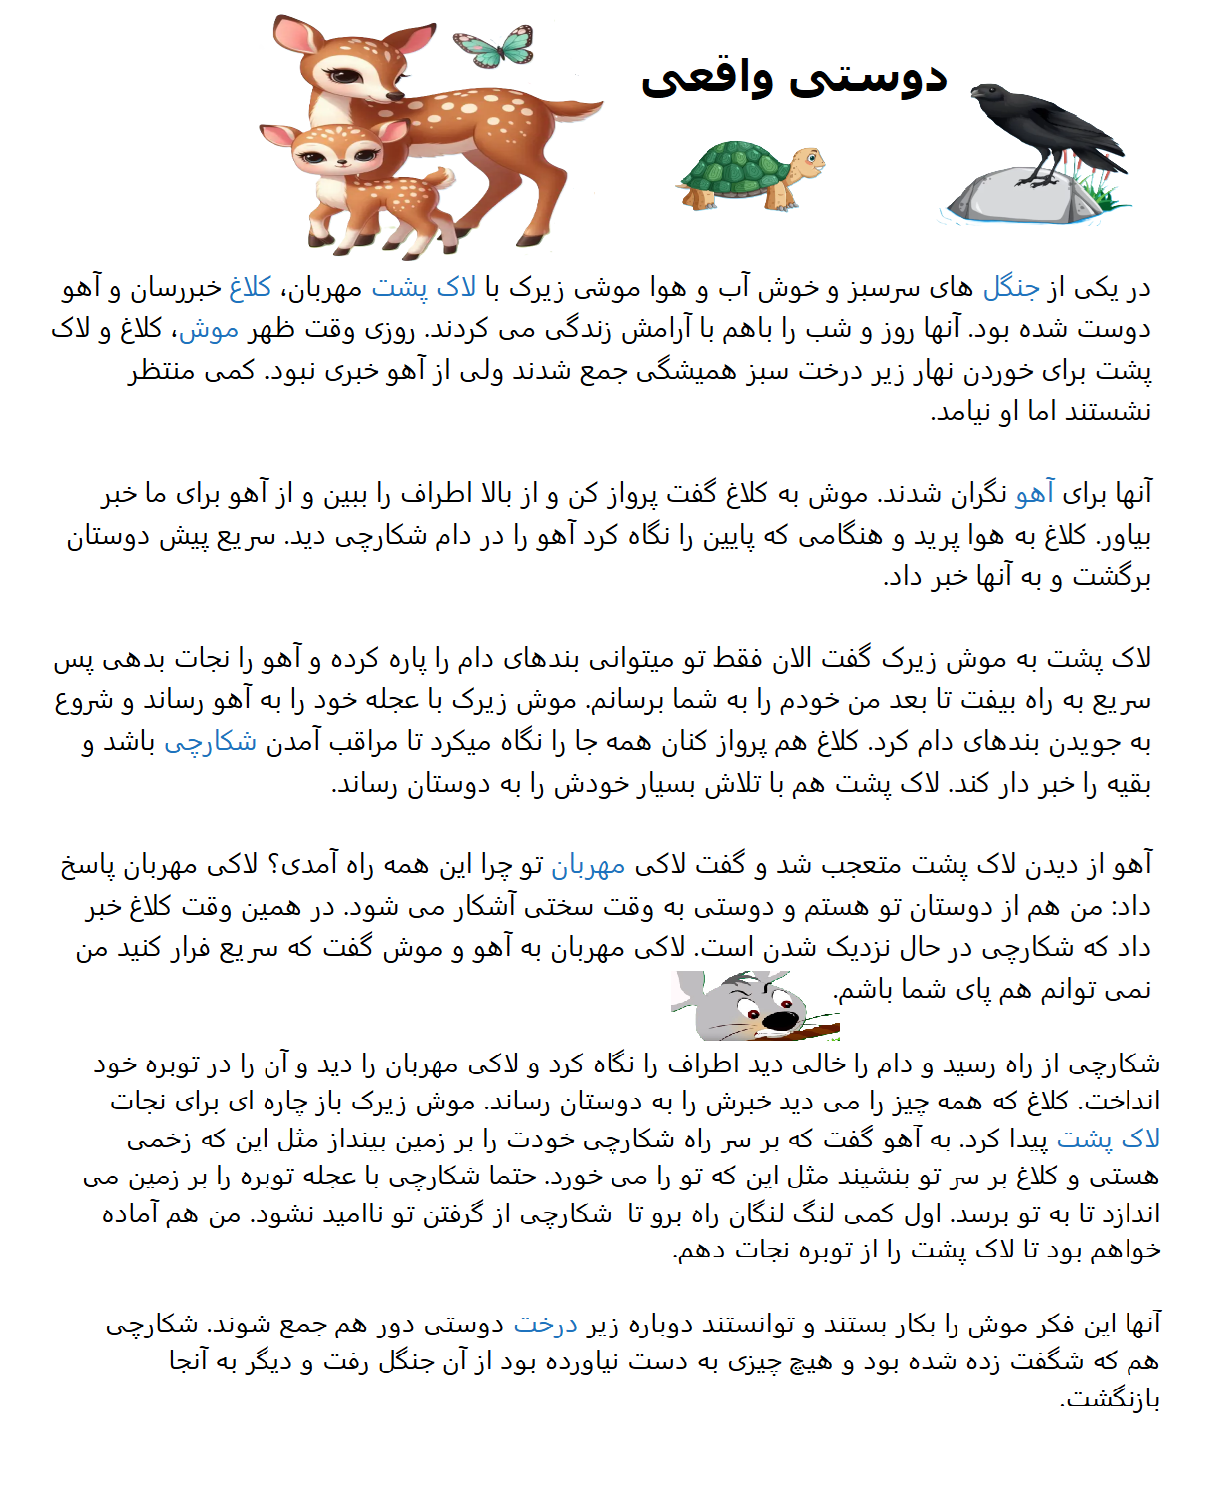 دوستی واقعی
در یکی از جنگل های سرسبز و خوش آب و هوا موشی زیرک با لاک پشت مهربان، کلاغ خبررسان و آهو
دوست شده بود. آنها روز و شب را باهم با آرامش زندگی می کردند. روزی وقت ظهر موش، کلاغ و لاک
پشت برای خوردن نهار زیر درخت سبز همیشگی جمع شدند ولی از آهو خبری نبود. کمی منتظر
نشستند اما او نیامد.
آنها برای آهو نگران شدند. موش به کلاغ گفت پرواز کن و از بالا اطراف را ببین و از آهو برای ما خبر
بیاور. کلاغ به هوا پرید و هنگامی که پایین را نگاه کرد آهو را در دام شکارچی دید. سریع پیش دوستان
برگشت و به آنها خبر داد.
لاک پشت به موش زیرک گفت الان فقط تو میتوانی بندهای دام را پاره کرده و آهو را نجات بدهی پس
سریع به راه بیفت تا بعد من خودم را به شما برسانم. موش زیرک با عجله خود را به آهو رساند و شروع
به جویدن بندهای دام کرد. کلاغ هم پرواز کنان همه جا را نگاه میکرد تا مراقب آمدن شکارچی باشد و
بقیه را خبر دار کند. لاک پشت هم با تلاش بسیار خودش را به دوستان رساند.
آهو از دیدن لاک پشت متعجب شد و گفت لاکی مهربان تو چرا این همه راه آمدی؟ لاکی مهربان پاسخ
داد: من هم از دوستان تو هستم و دوستی به وقت سختی آشکار می شود. در همین وقت کلاغ خبر
داد که شکارچی در حال نزدیک شدن است. لاکی مهربان به آهو و موش گفت که سریع فرار کنید من
نمی توانم هم پای شما باشم.
شکارچی از راه رسید و دام را خالی دید اطراف را نگاه کرد و لاکی مهربان را دید و آن را در توبره خود
انداخت. کلاغ که همه چیز را می دید خبرش را به دوستان رساند. موش زیرک باز چاره ای برای نجات
لاک پشت پیدا کرد. به آهو گفت که بر سر راه شکارچی خودت را بر زمین بینداز مثل این که زخمی
هستی و کلاغ بر سر تو بنشیند مثل این که تو را می خورد. حتما شکارچی با عجله توبره را بر زمین می
اندازد تا به تو برسد. اول کمی لنگ لنگان راه برو تا شکارچی از گرفتن تو ناامید نشود. من هم آماده
خواهم بود تا لاک پشت را از توبره نجات دهم.
آنها این فکر موش را بکار بستند و توانستند دوباره زیر درخت دوستی دور هم جمع شوند. شکارچی
هم که شگفت زده شده بود و هیچ چیزی به دست نیاورده بود از آن جنگل رفت و دیگر به آنجا
بازنگشت.